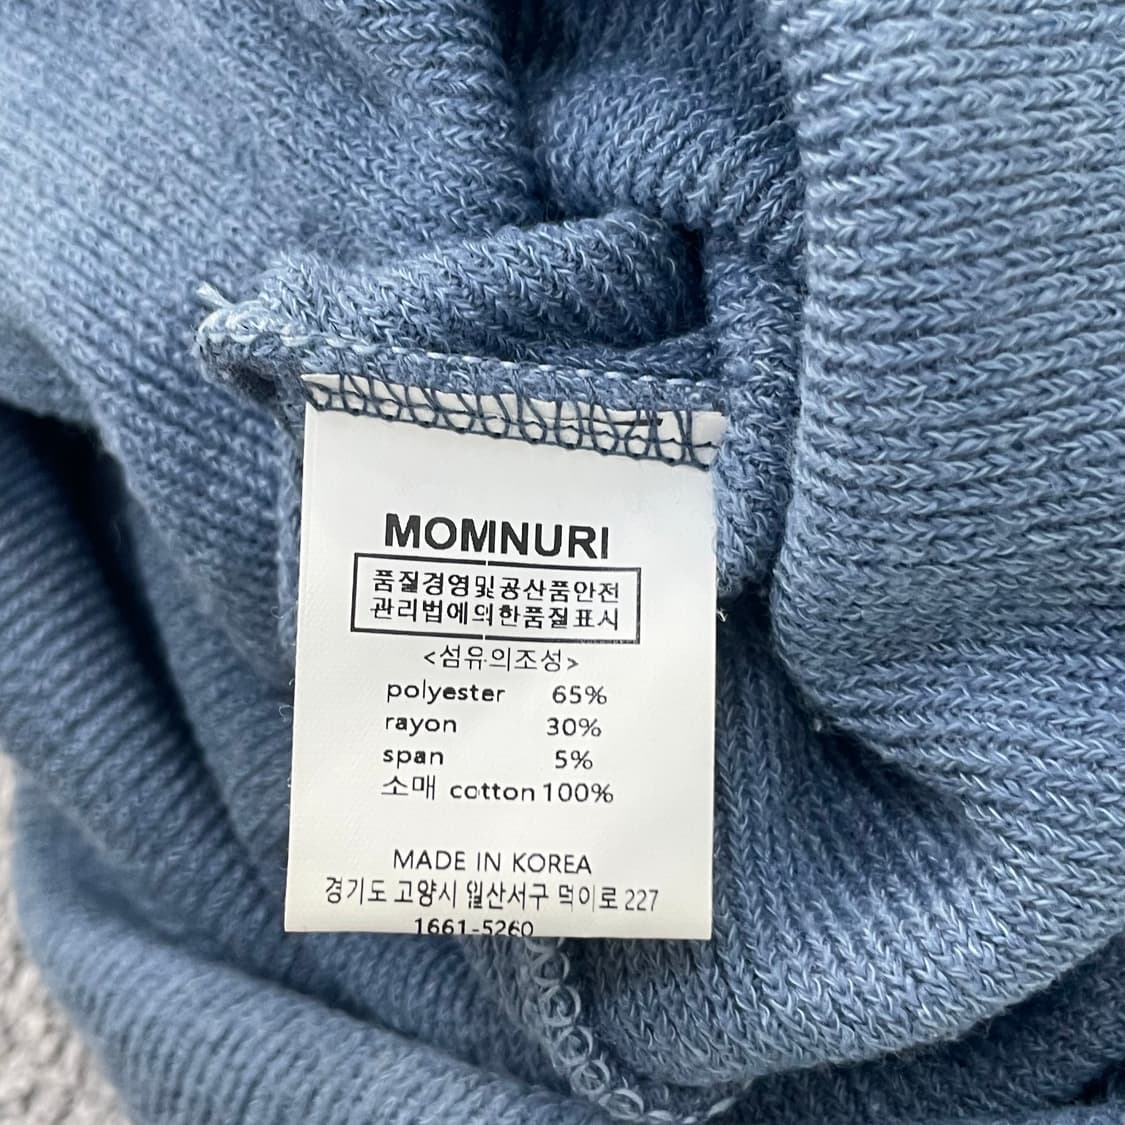 MOMNURI
품질경영및공산품안전
관리법에의한품질표시
<섬유의조성>
polyester 65%
rayon 30%
span 5%
소매 cotton 100%
MADE IN KOREA
경기도 고양시 일산서구 덕이로 227
1661-5260